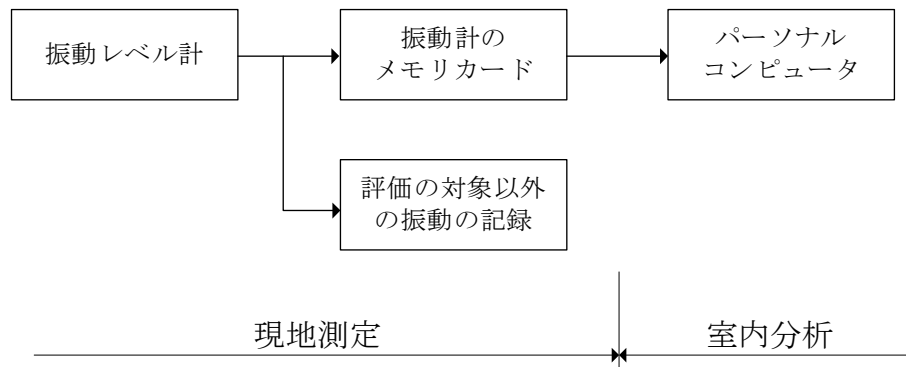 振動レベル計
振動計の
メモリカード
パーソナル
コンピュータ
評価の対象以外
の振動の記録
現地測定
室内分析